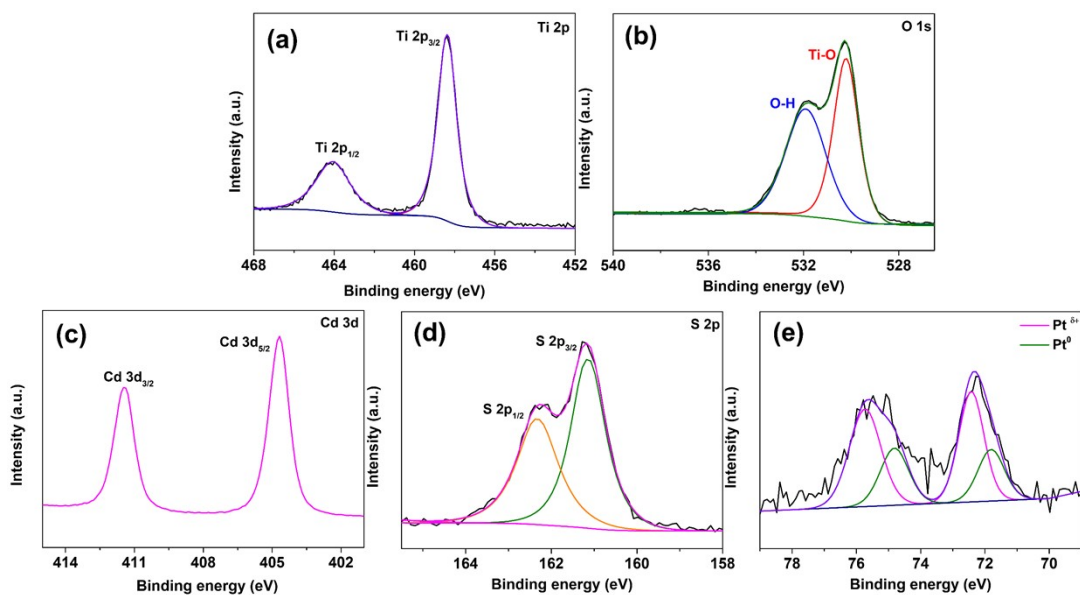 (a)
Ti 2p
Ti 2p3/2
Ti 2p1/2
Intensity (a.u.)
468 464 460 456 452
Binding energy (eV)
(b)
O 1s
Ti-O
O-H
Intensity (a.u.)
540 536 532 528
Binding energy (eV)
(c)
Cd 3d
Cd 3d5/2
Cd 3d3/2
Intensity (a.u.)
414 411 408 405 402
Binding energy (eV)
(d)
S 2p
S 2p3/2
S 2p1/2
Intensity (a.u.)
164 162 160 158
Binding energy (eV)
(e)
Pt δ+
Pt0
Intensity (a.u.)
78 76 74 72 70
Binding energy (eV)